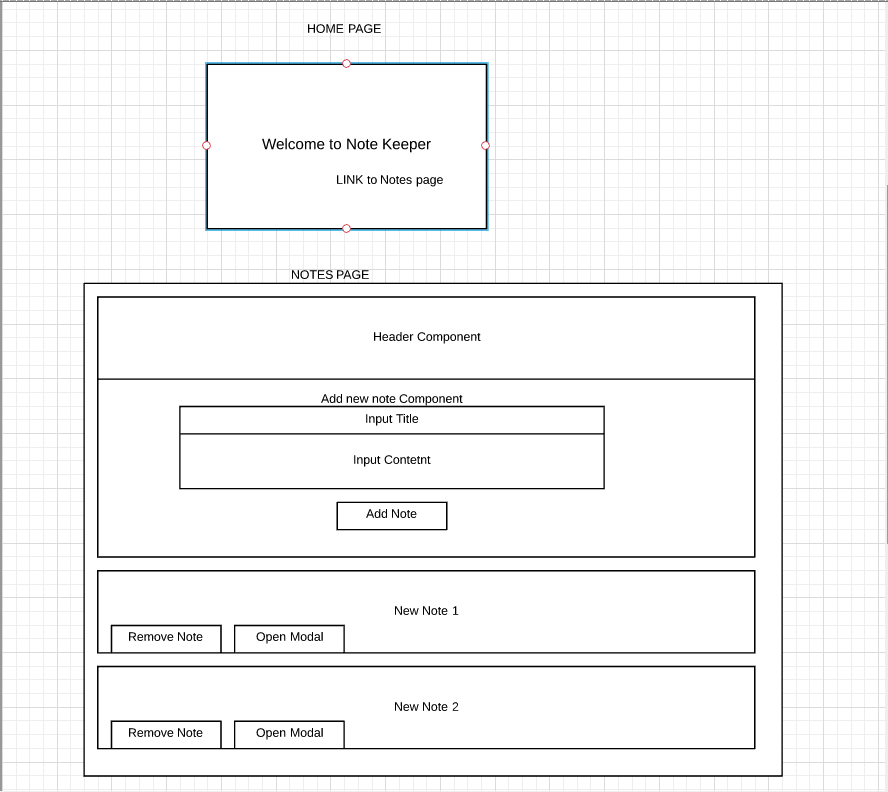 HOME PAGE
Welcome to Note Keeper
LINK to Notes page
NOTES PAGE
Header Component
Add new note Component
Input Title
Input Contetnt
Add Note
New Note 1
Remove Note
Open Modal
New Note 2
Remove Note
Open Modal